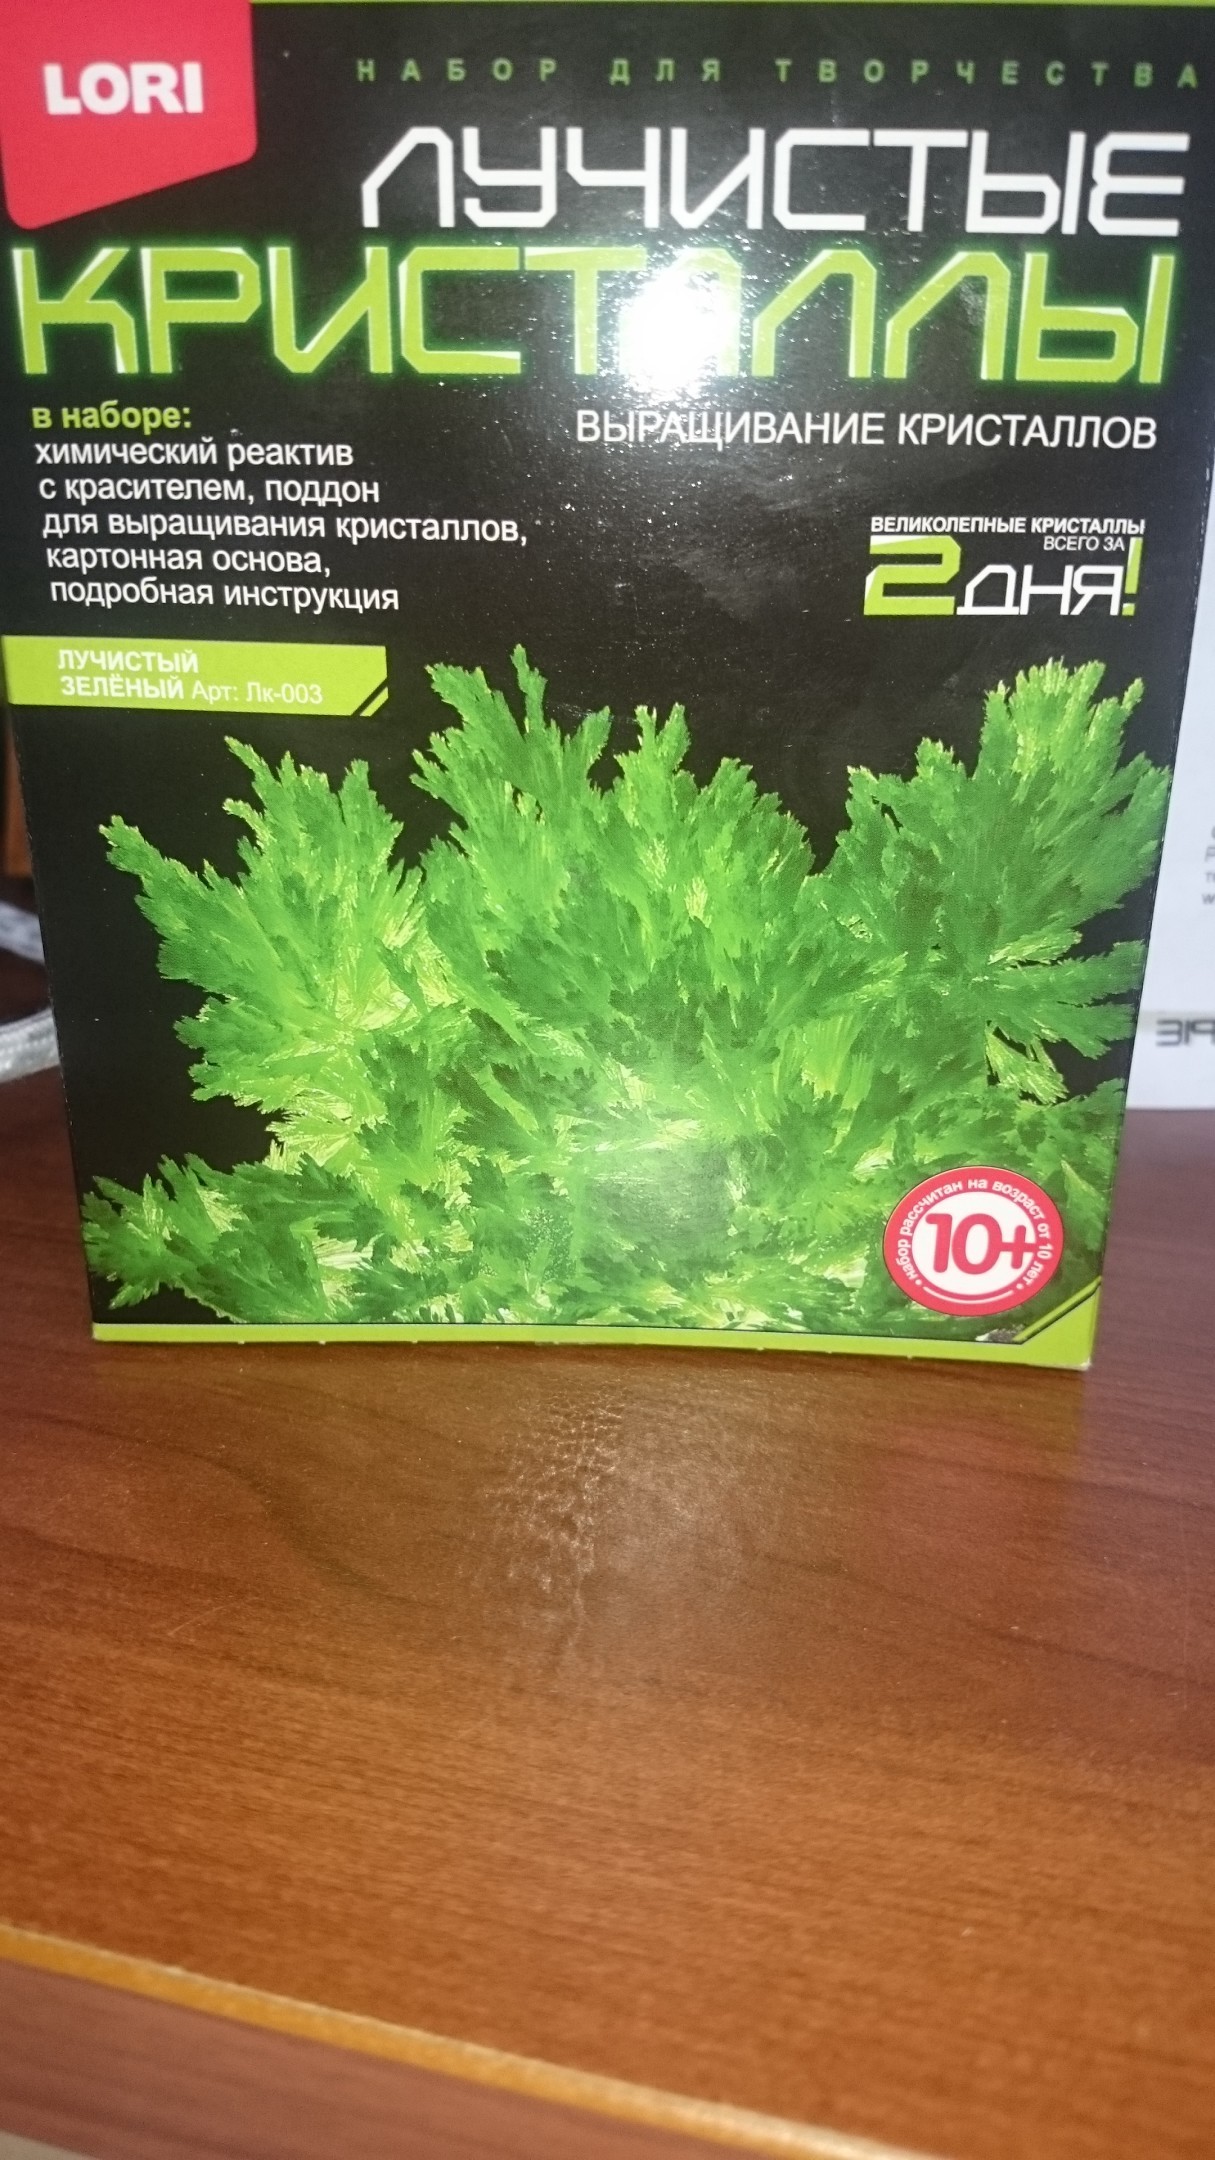 LORI
НАБОР ДЛЯ ТВОРЧЕСТВА
ЛУЧИСТЫЕ
КРИСТАЛЛЫ
ВЫРАЩИВАНИЕ КРИСТАЛЛОВ
в наборе:
химический реактив
с красителем, поддон
для выращивания кристаллов,
картонная основа,
подробная инструкция
ВЕЛИКОЛЕПНЫЕ КРИСТАЛЛЫ
ВСЕГО ЗА
2 ДНЯ!
ЛУЧИСТЫЙ
ЗЕЛЁНЫЙ Арт: Лк-003
набор рассчитан на возраст от 10 лет
10+